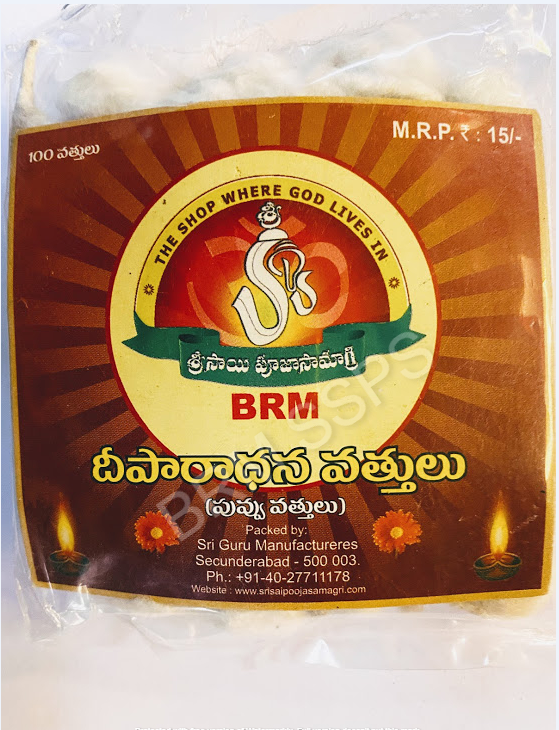 100 వత్తులు
M.R.P. ₹ : 15/-
THE SHOP WHERE GOD LIVES IN
శ్రీసాయి పూజాసామాగ్రి
BRM
దీపారాధన వత్తులు
(పువ్వు వత్తులు)
Packed by:
Sri Guru Manufactureres
Secunderabad - 500 003.
Ph.: +91-40-27711178
Website : www.srisaipoojasamagri.com